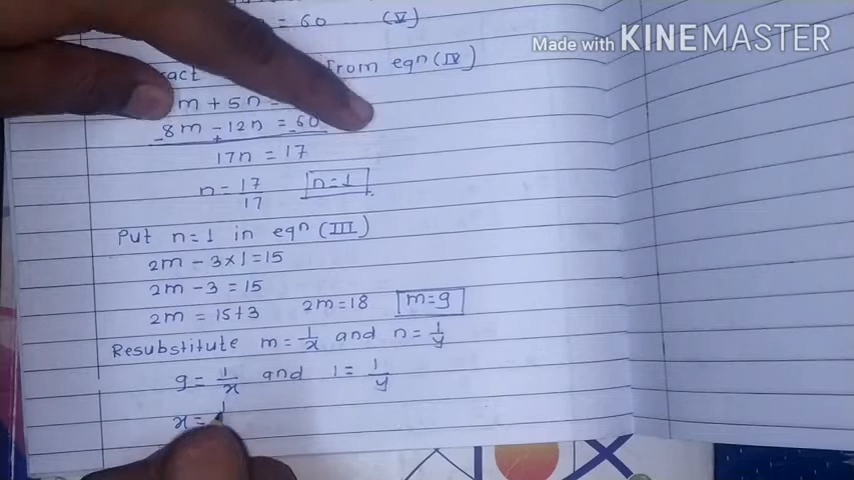 = 60 (V)
Made with KINEMASTER
from eqn (IV)
m + 5n
8m - 12n = 60
- + -
17n = 17
n = 17/17 n = 1
Put n=1 in eqn (III)
2m - 3×1 = 15
2m - 3 = 15
2m = 15+3 2m = 18 m = 9
Resubstitute m = 1/x and n = 1/y
9 = 1/x and 1 = 1/y
x = 1